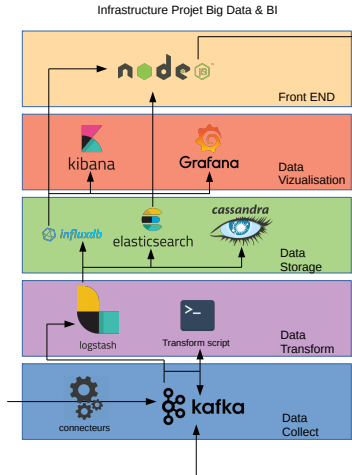 Infrastructure Projet Big Data & BI
node
JS
Front END
kibana
Grafana
Data
Vizualisation
influxdb
elasticsearch
cassandra
Data
Storage
logstash
>_
Transform script
Data
Transform
connecteurs
kafka
Data
Collect